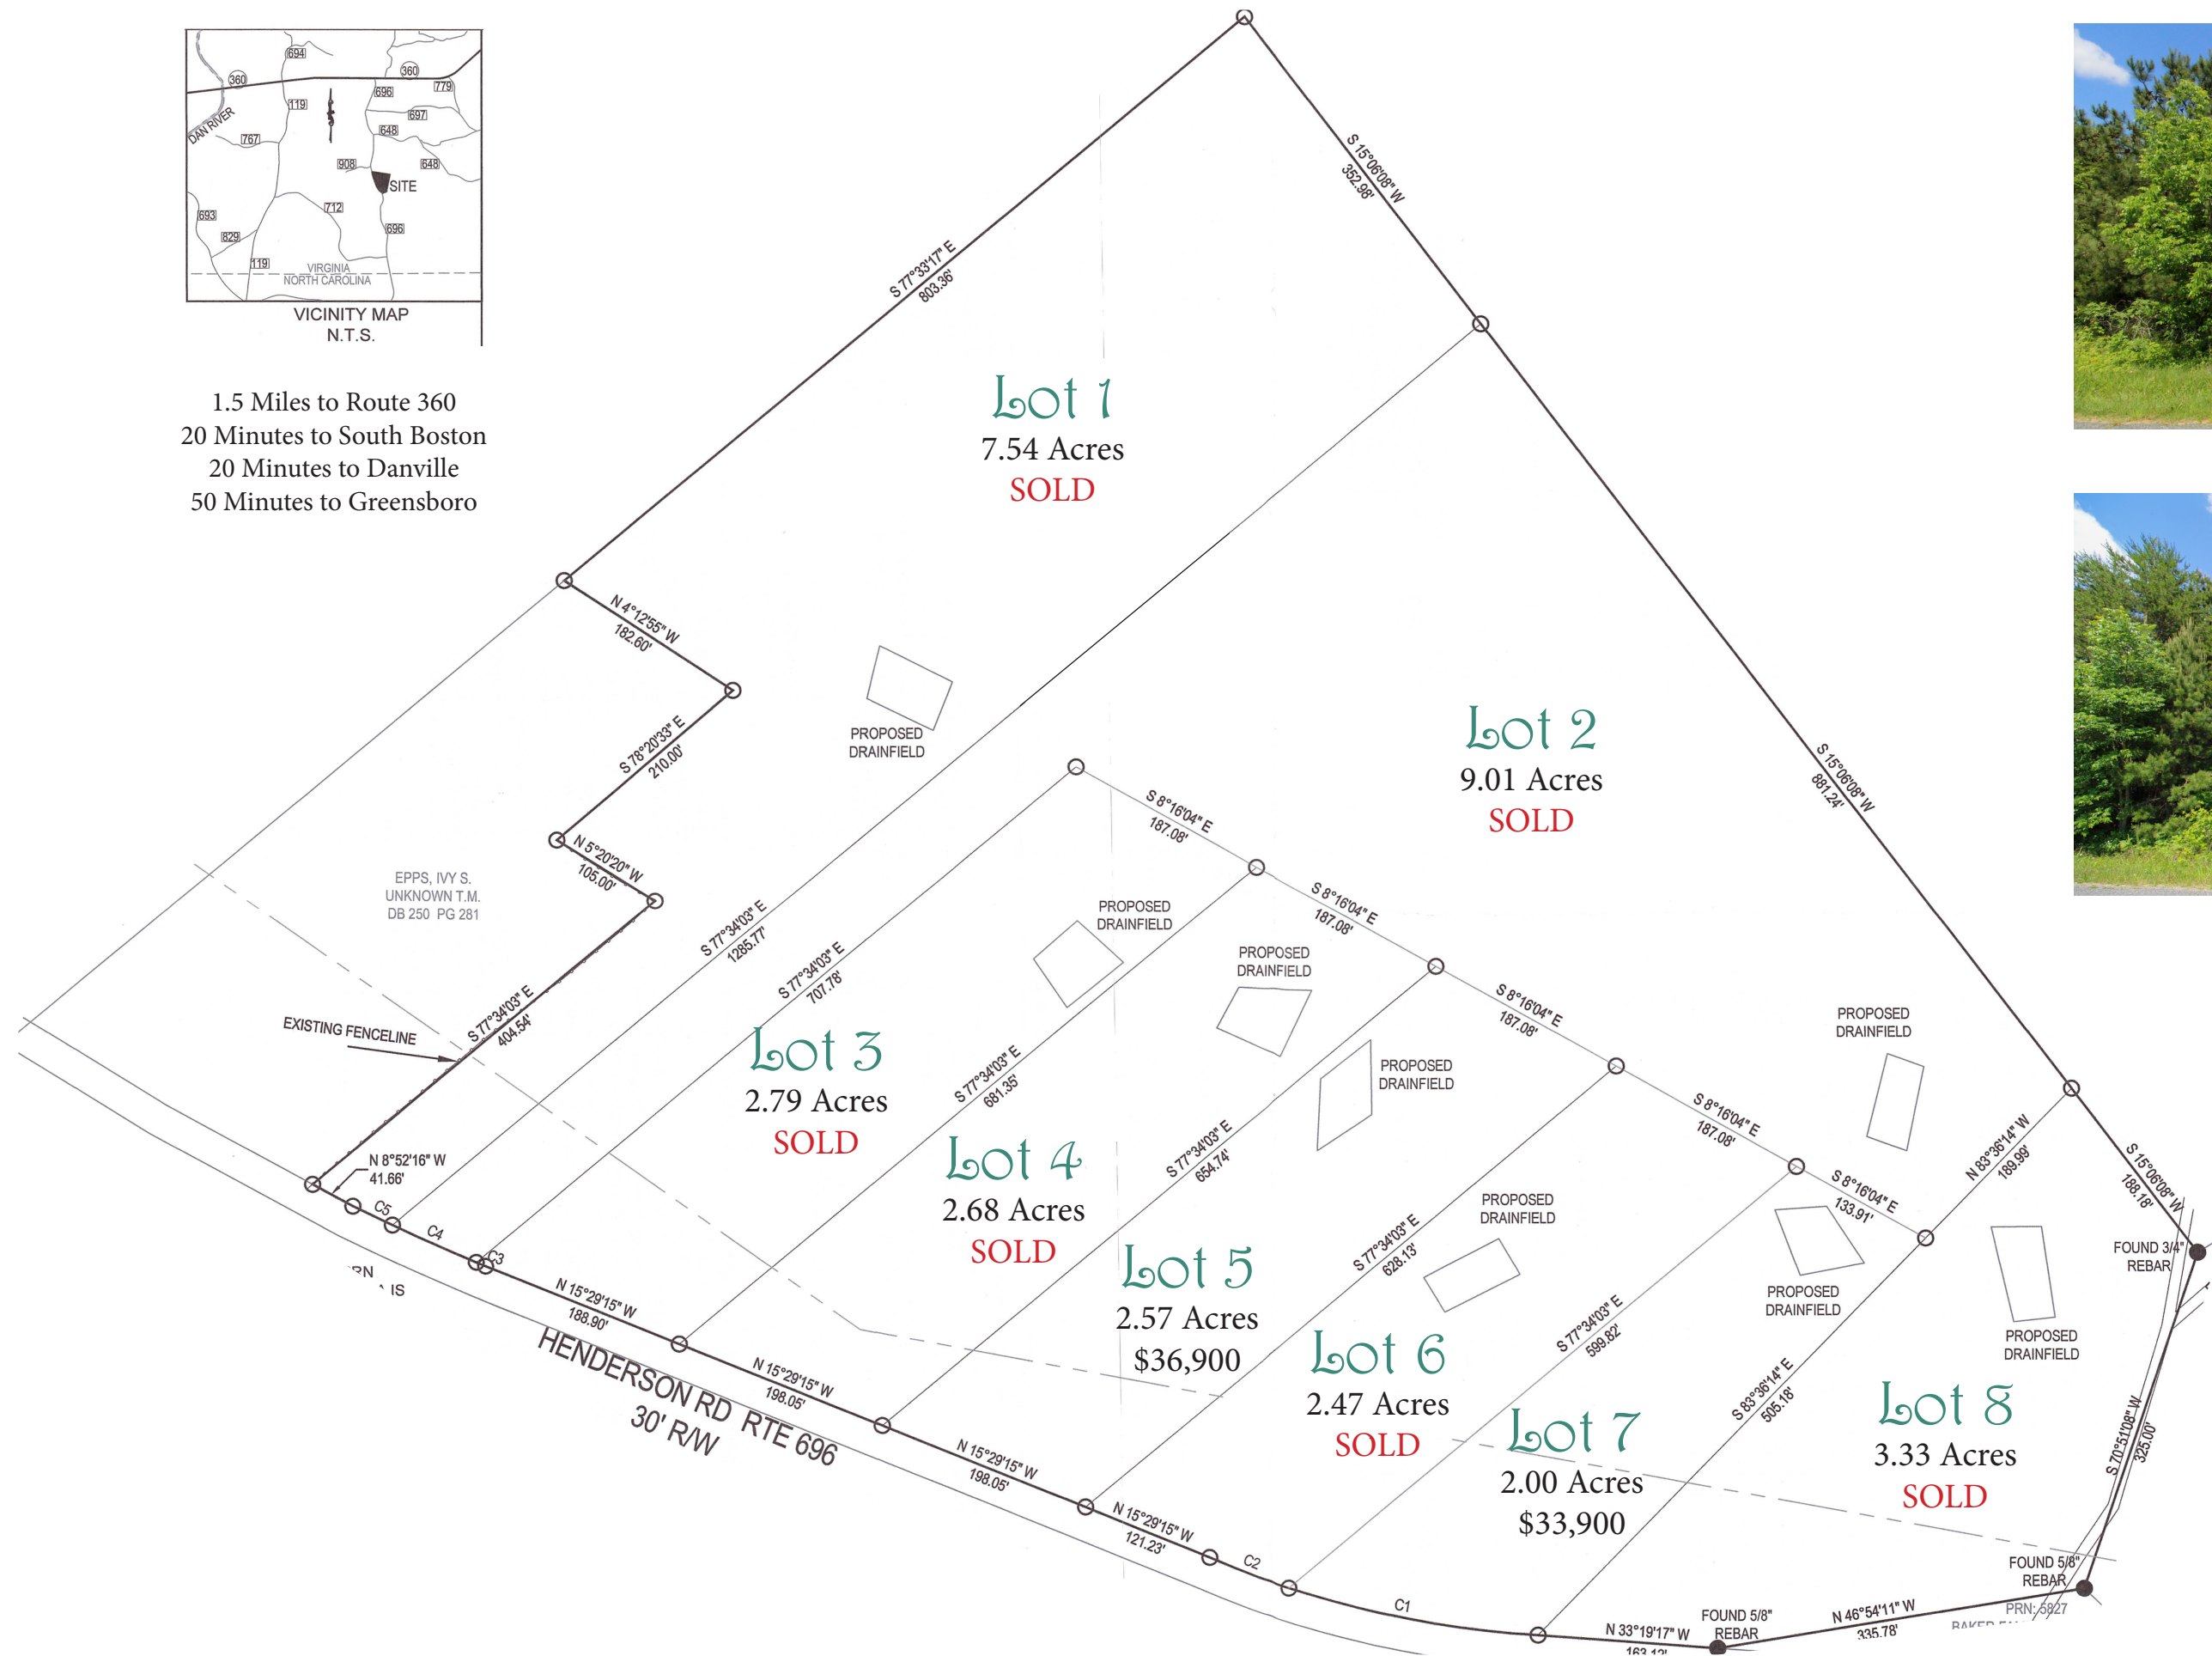 694
360
360
779
119
696
697
DAN RIVER
767
648
908
648
SITE
712
693
696
829
119
VIRGINIA
NORTH CAROLINA
VICINITY MAP
N.T.S.
1.5 Miles to Route 360
20 Minutes to South Boston
20 Minutes to Danville
50 Minutes to Greensboro
S 15°06'08" W
352.98'
S 77°33'17" E
803.36'
Lot 1
7.54 Acres
SOLD
N 4°12'55" W
182.60'
S 78°20'33" E
210.00'
PROPOSED
DRAINFIELD
Lot 2
9.01 Acres
SOLD
S 15°06'08" W
881.24'
N 5°20'20" W
105.00'
EPPS, IVY S.
UNKNOWN T.M.
DB 250 PG 281
S 8°16'04" E
187.08'
S 8°16'04" E
187.08'
S 8°16'04" E
187.08'
S 8°16'04" E
187.08'
S 8°16'04" E
133.91'
S 77°34'03" E
1285.77'
S 77°34'03" E
707.78'
PROPOSED
DRAINFIELD
PROPOSED
DRAINFIELD
PROPOSED
DRAINFIELD
PROPOSED
DRAINFIELD
EXISTING FENCELINE
S 77°34'03" E
404.54'
Lot 3
2.79 Acres
SOLD
S 77°34'03" E
681.35'
S 77°34'03" E
654.74'
N 83°36'14" W
189.99'
S 15°06'08" W
188.18'
N 8°52'16" W
41.66'
C5
C4
C3
Lot 4
2.68 Acres
SOLD
PROPOSED
DRAINFIELD
S 77°34'03" E
628.13'
FOUND 3/4"
REBAR
RN
IS
Lot 5
2.57 Acres
$36,900
PROPOSED
DRAINFIELD
PROPOSED
DRAINFIELD
N 15°29'15" W
188.90'
HENDERSON RD RTE 696
30' R/W
N 15°29'15" W
198.05'
Lot 6
2.47 Acres
SOLD
S 77°34'03" E
599.82'
S 83°36'14" E
505.18'
Lot 7
2.00 Acres
$33,900
Lot 8
3.33 Acres
SOLD
S 70°51'08" W
325.00'
N 15°29'15" W
198.05'
N 15°29'15" W
121.23'
C2
C1
FOUND 5/8"
REBAR
N 33°19'17" W
163.12'
FOUND 5/8"
REBAR
N 46°54'11" W
335.78'
PRN: 5827
BAKER